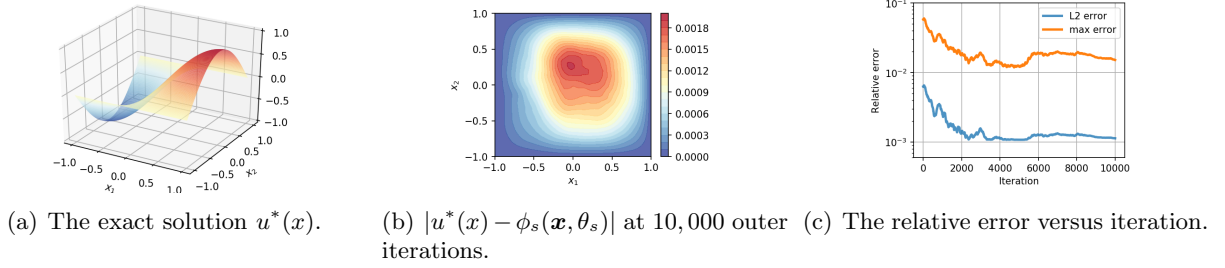 1.0
0.5
0.0
−0.5
−1.0
−1.0
−0.5
0.0
0.5
1.0
x₁
−1.0
−0.5
0.0
0.5
1.0
x₂
1.0
0.5
0.0
−0.5
−1.0
−1.0 −0.5 0.0 0.5 1.0
x₁
x₂
0.0018
0.0015
0.0012
0.0009
0.0006
0.0003
0.0000
10⁻¹
10⁻²
10⁻³
Relative error
L2 error
max error
0 2000 4000 6000 8000 10000
Iteration
(a) The exact solution u*(x).
(b) |u*(x) − ϕₛ(x, θₛ)| at 10, 000 outer
iterations.
(c) The relative error versus iteration.